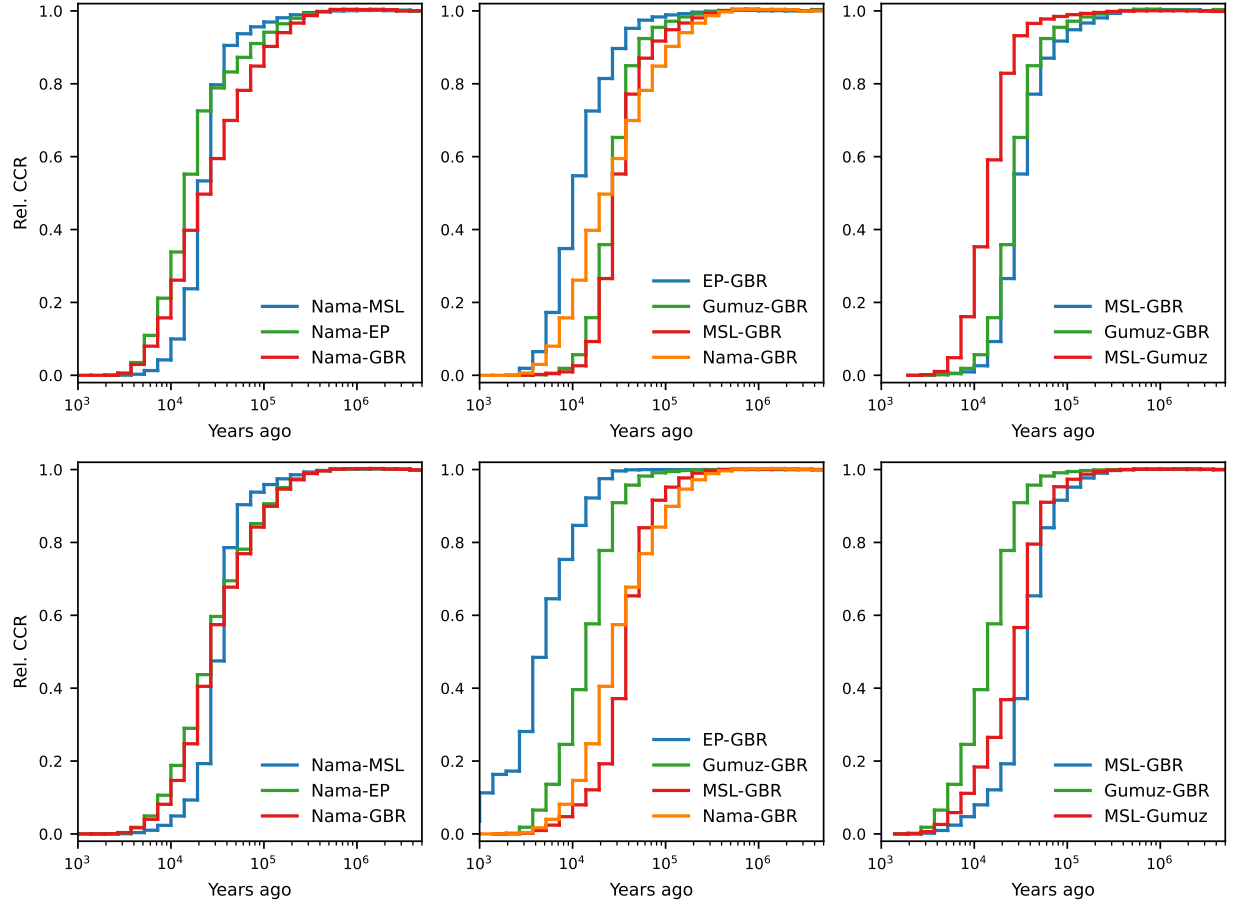 Rel. CCR
1.0
0.8
0.6
0.4
0.2
0.0
Nama-MSL
Nama-EP
Nama-GBR
10³ 10⁴ 10⁵ 10⁶
Years ago
1.0
0.8
0.6
0.4
0.2
0.0
EP-GBR
Gumuz-GBR
MSL-GBR
Nama-GBR
10³ 10⁴ 10⁵ 10⁶
Years ago
1.0
0.8
0.6
0.4
0.2
0.0
MSL-GBR
Gumuz-GBR
MSL-Gumuz
10³ 10⁴ 10⁵ 10⁶
Years ago
Rel. CCR
1.0
0.8
0.6
0.4
0.2
0.0
Nama-MSL
Nama-EP
Nama-GBR
10³ 10⁴ 10⁵ 10⁶
Years ago
1.0
0.8
0.6
0.4
0.2
0.0
EP-GBR
Gumuz-GBR
MSL-GBR
Nama-GBR
10³ 10⁴ 10⁵ 10⁶
Years ago
1.0
0.8
0.6
0.4
0.2
0.0
MSL-GBR
Gumuz-GBR
MSL-Gumuz
10³ 10⁴ 10⁵ 10⁶
Years ago